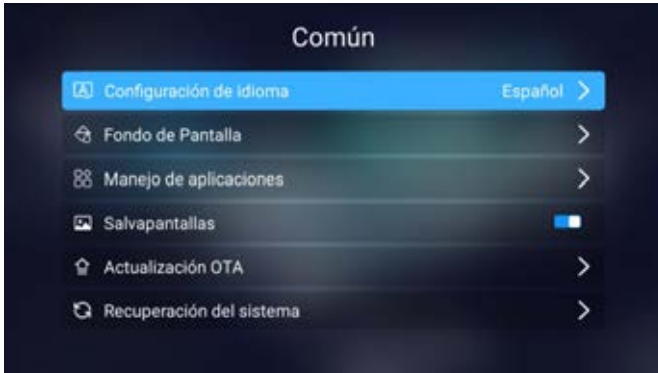 Común
Configuración de idioma Español
Fondo de Pantalla
Manejo de aplicaciones
Salvapantallas
Actualización OTA
Recuperación del sistema